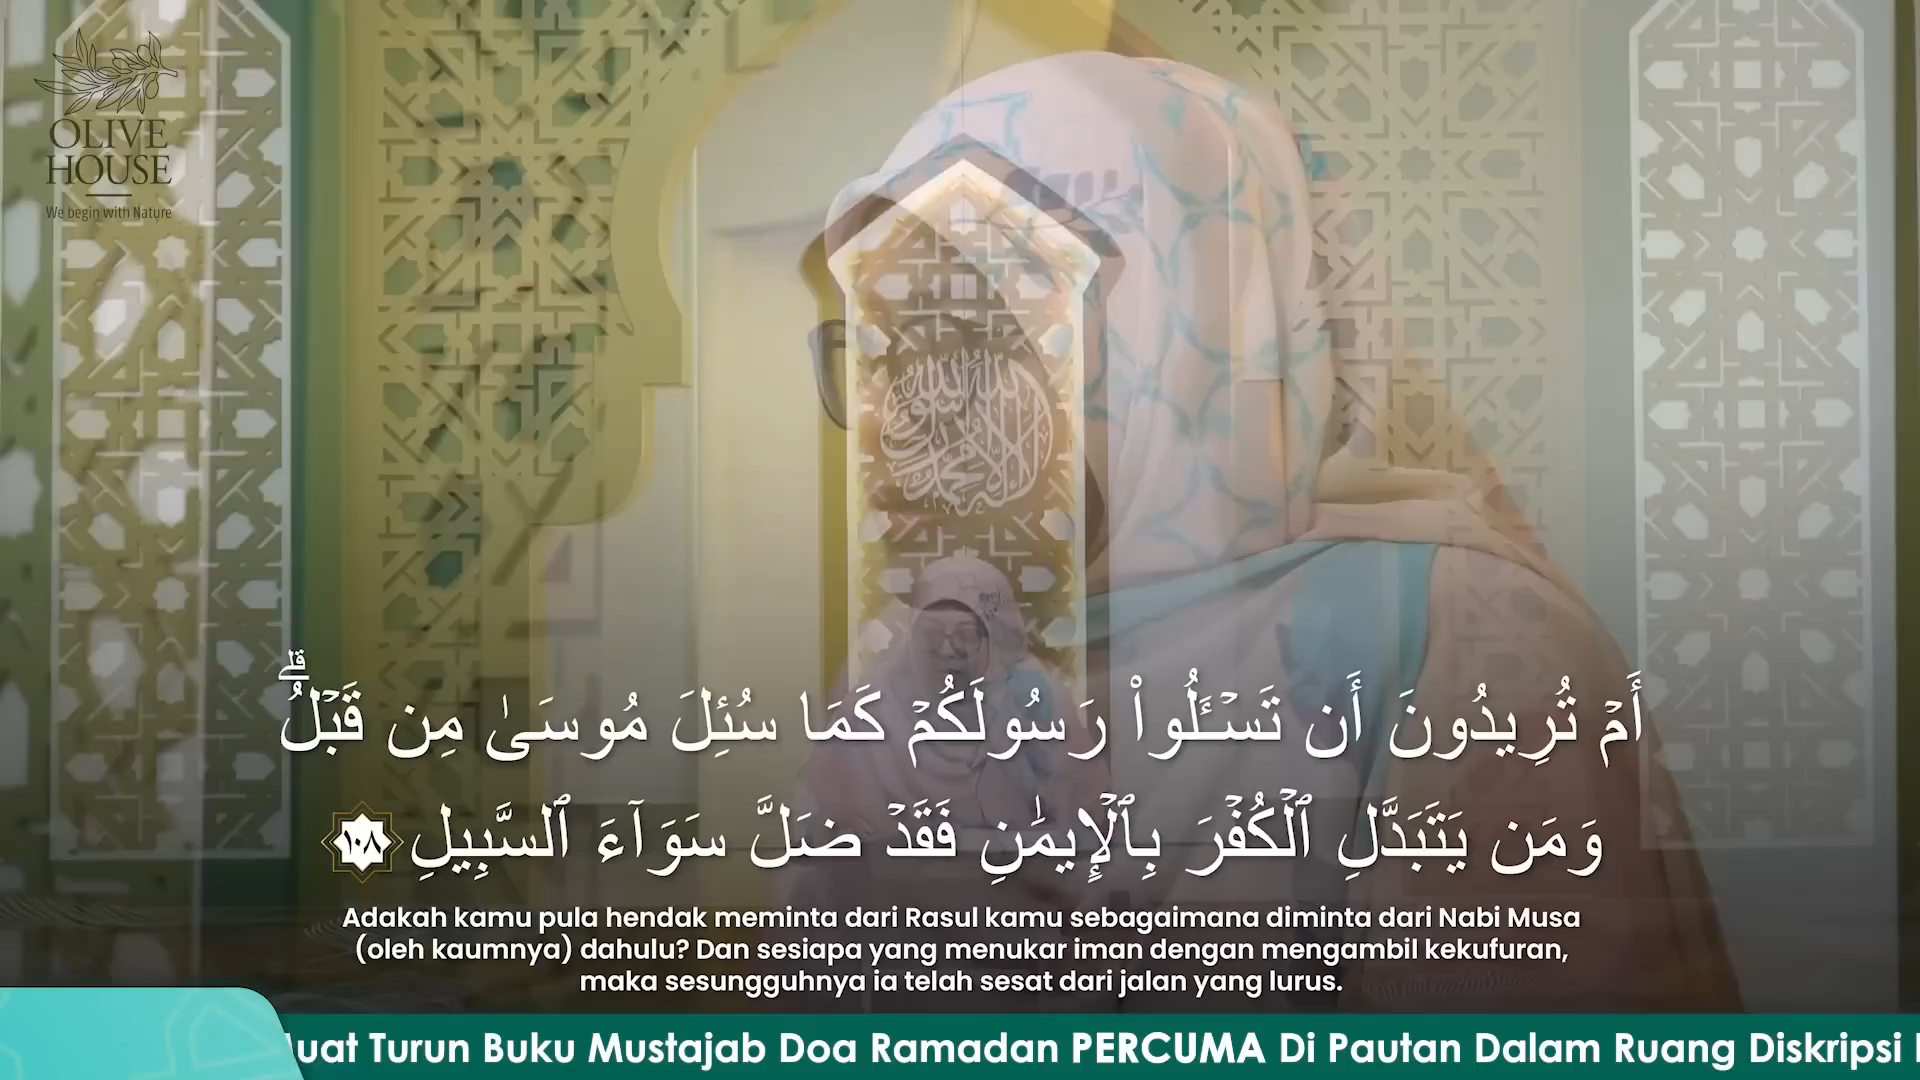 OLIVE
HOUSE
We begin with Nature
أَمۡ تُرِيدُونَ أَن تَسۡـَٔلُواْ رَسُولَكُمۡ كَمَا سُئِلَ مُوسَىٰ مِن قَبۡلُۗ
وَمَن يَتَبَدَّلِ ٱلۡكُفۡرَ بِٱلۡإِيمَٰنِ فَقَدۡ ضَلَّ سَوَآءَ ٱلسَّبِيلِ ١٠٨
Adakah kamu pula hendak meminta dari Rasul kamu sebagaimana diminta dari Nabi Musa
(oleh kaumnya) dahulu? Dan sesiapa yang menukar iman dengan mengambil kekufuran,
maka sesungguhnya ia telah sesat dari jalan yang lurus.
Turun Buku Mustajab Doa Ramadan PERCUMA Di Pautan Dalam Ruang Diskripsi